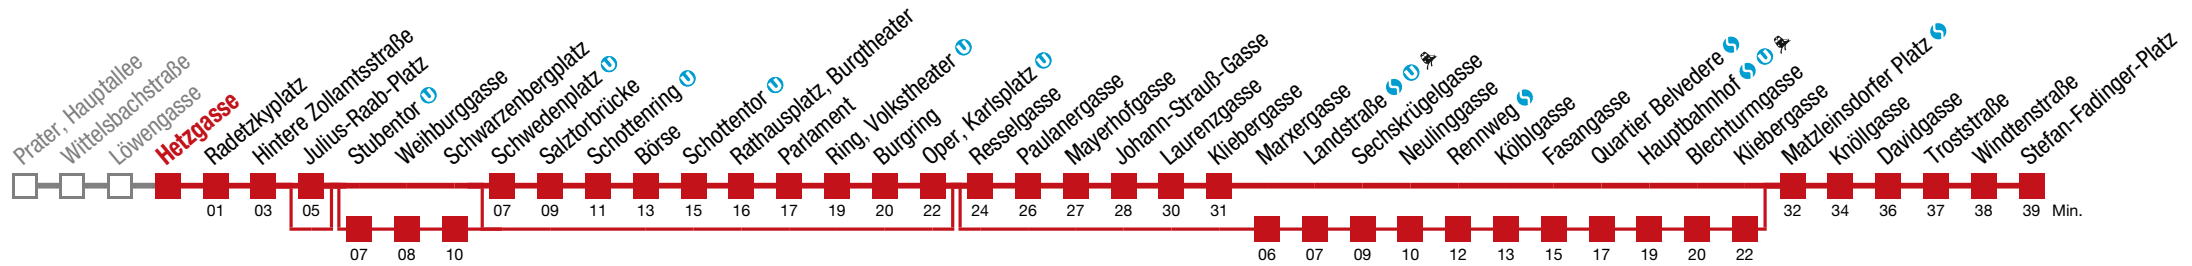 Prater, Hauptallee
Wittelsbachstraße
Löwengasse
Hetzgasse
Radetzkyplatz
Hintere Zollamtsstraße
Julius-Raab-Platz
Stubentor U
Weihburggasse
Schwarzenbergplatz
Schwedenplatz U
Salztorbrücke
Schottenring U
Börse
Schottentor U
Rathausplatz, Burgtheater
Parlament
Ring, Volkstheater U
Burgring
Oper, Karlsplatz U
Resselgasse
Paulanergasse
Mayerhofgasse
Johann-Strauß-Gasse
Laurenzgasse
Kliebergasse
Marxergasse
Landstraße S U
Sechskrügelgasse
Neulinggasse
Rennweg S
Kölblgasse
Fasangasse
Quartier Belvedere S
Hauptbahnhof S U
Blechturmgasse
Kliebergasse
Matzleinsdorfer Platz S
Knöllgasse
Davidgasse
Troststraße
Windtenstraße
Stefan-Fadinger-Platz
01 03 05 07 09 11 13 15 16 17 19 20 22 24 26 27 28 30 31 32 34 36 37 38 39 Min.
07 08 10 06 07 09 10 12 13 15 17 19 20 22